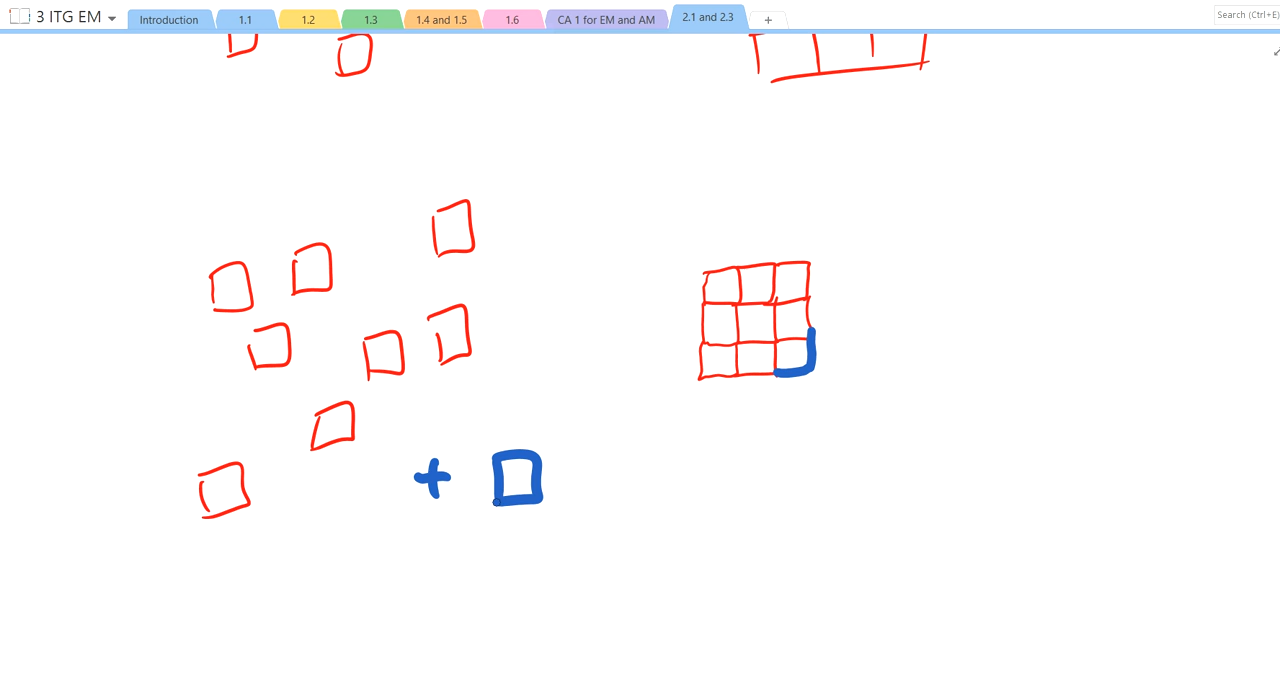 3 ITG EM Introduction 1.1 1.2 1.3 1.4 and 1.5 1.6 CA 1 for EM and AM 2.1 and 2.3 + Search (Ctrl+E)
+